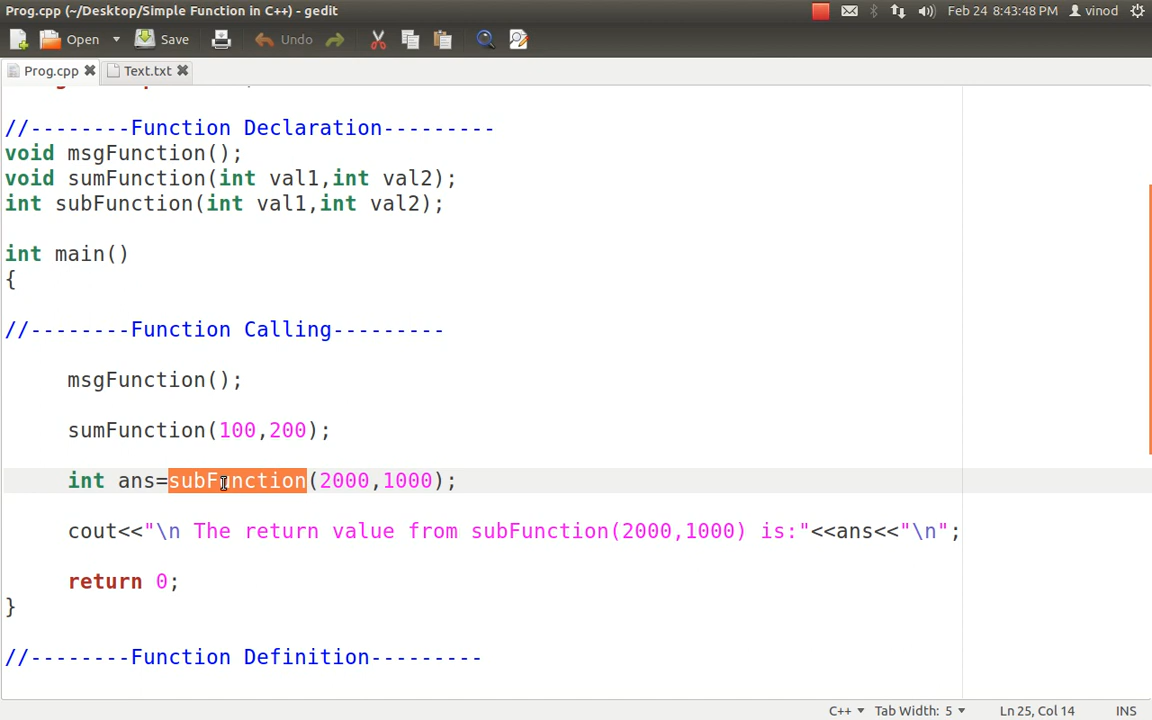 Prog.cpp (~/Desktop/Simple Function in C++) - gedit
Feb 24 8:43:48 PM vinod
Open Save Undo
Prog.cpp Text.txt
//--------Function Declaration---------
void msgFunction();
void sumFunction(int val1,int val2);
int subFunction(int val1,int val2);
int main()
{
//--------Function Calling---------
msgFunction();
sumFunction(100,200);
int ans=subFunction(2000,1000);
cout<<"\n The return value from subFunction(2000,1000) is:"<<ans<<"\n";
return 0;
}
//--------Function Definition---------
C++ Tab Width: 5 Ln 25, Col 14 INS